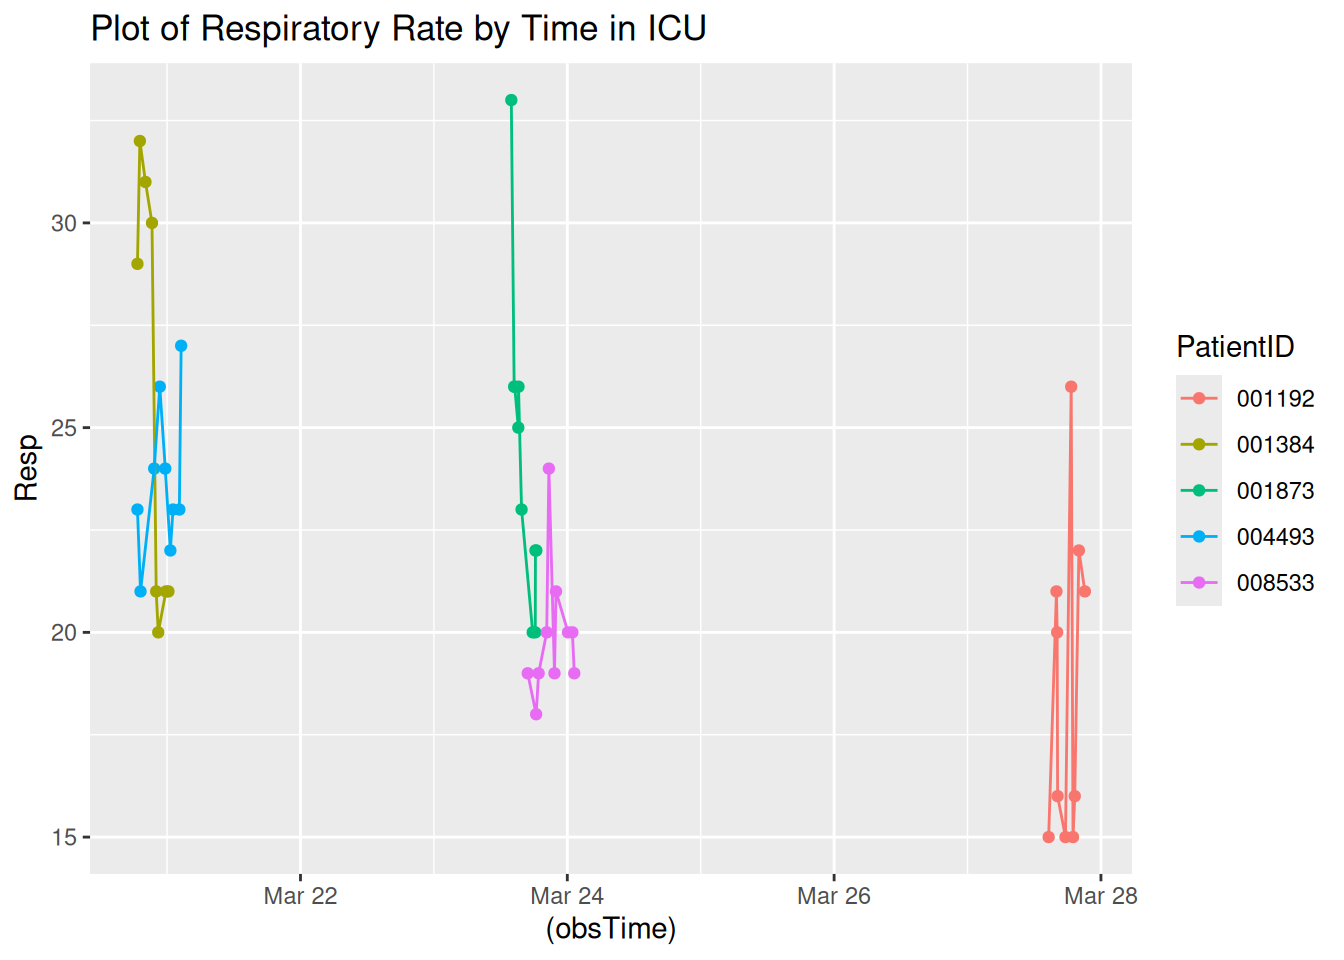 Plot of Respiratory Rate by Time in ICU
Resp
30
25
20
15
Mar 22 Mar 24 Mar 26 Mar 28
(obsTime)
PatientID
001192
001384
001873
004493
008533